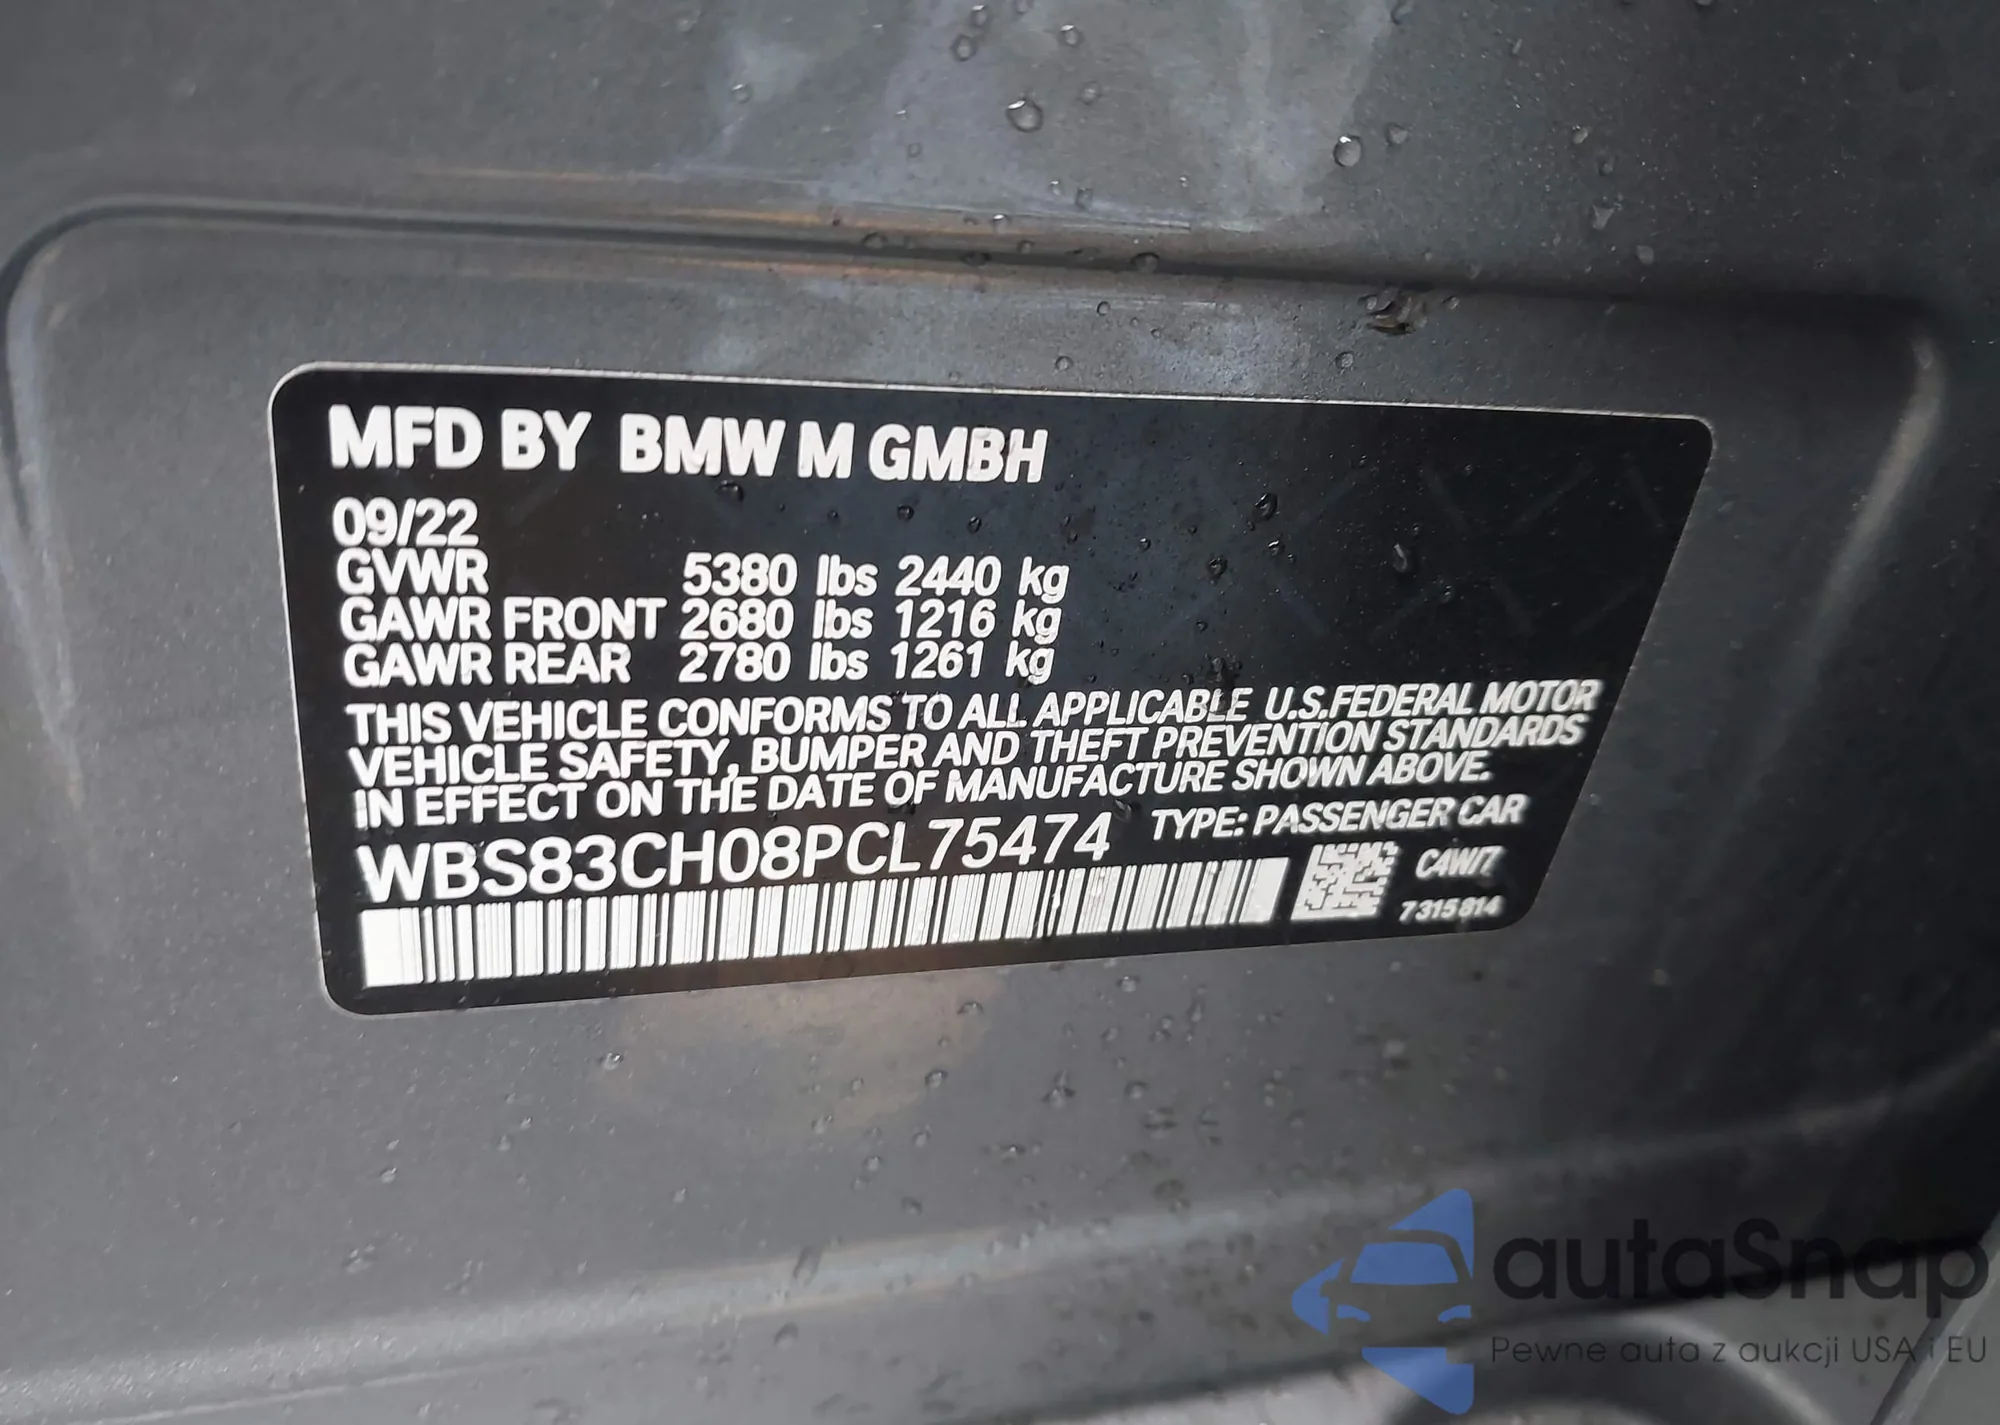 MFD BY BMW M GMBH
09/22
GVWR 5380 lbs 2440 kg
GAWR FRONT 2680 lbs 1216 kg
GAWR REAR 2780 lbs 1261 kg
THIS VEHICLE CONFORMS TO ALL APPLICABLE U.S.FEDERAL MOTOR
VEHICLE SAFETY, BUMPER AND THEFT PREVENTION STANDARDS
IN EFFECT ON THE DATE OF MANUFACTURE SHOWN ABOVE.
WBS83CH08PCL75474 TYPE: PASSENGER CAR
C4W/7
7315814
autaSnap
Pewne auta z aukcji USA i EU